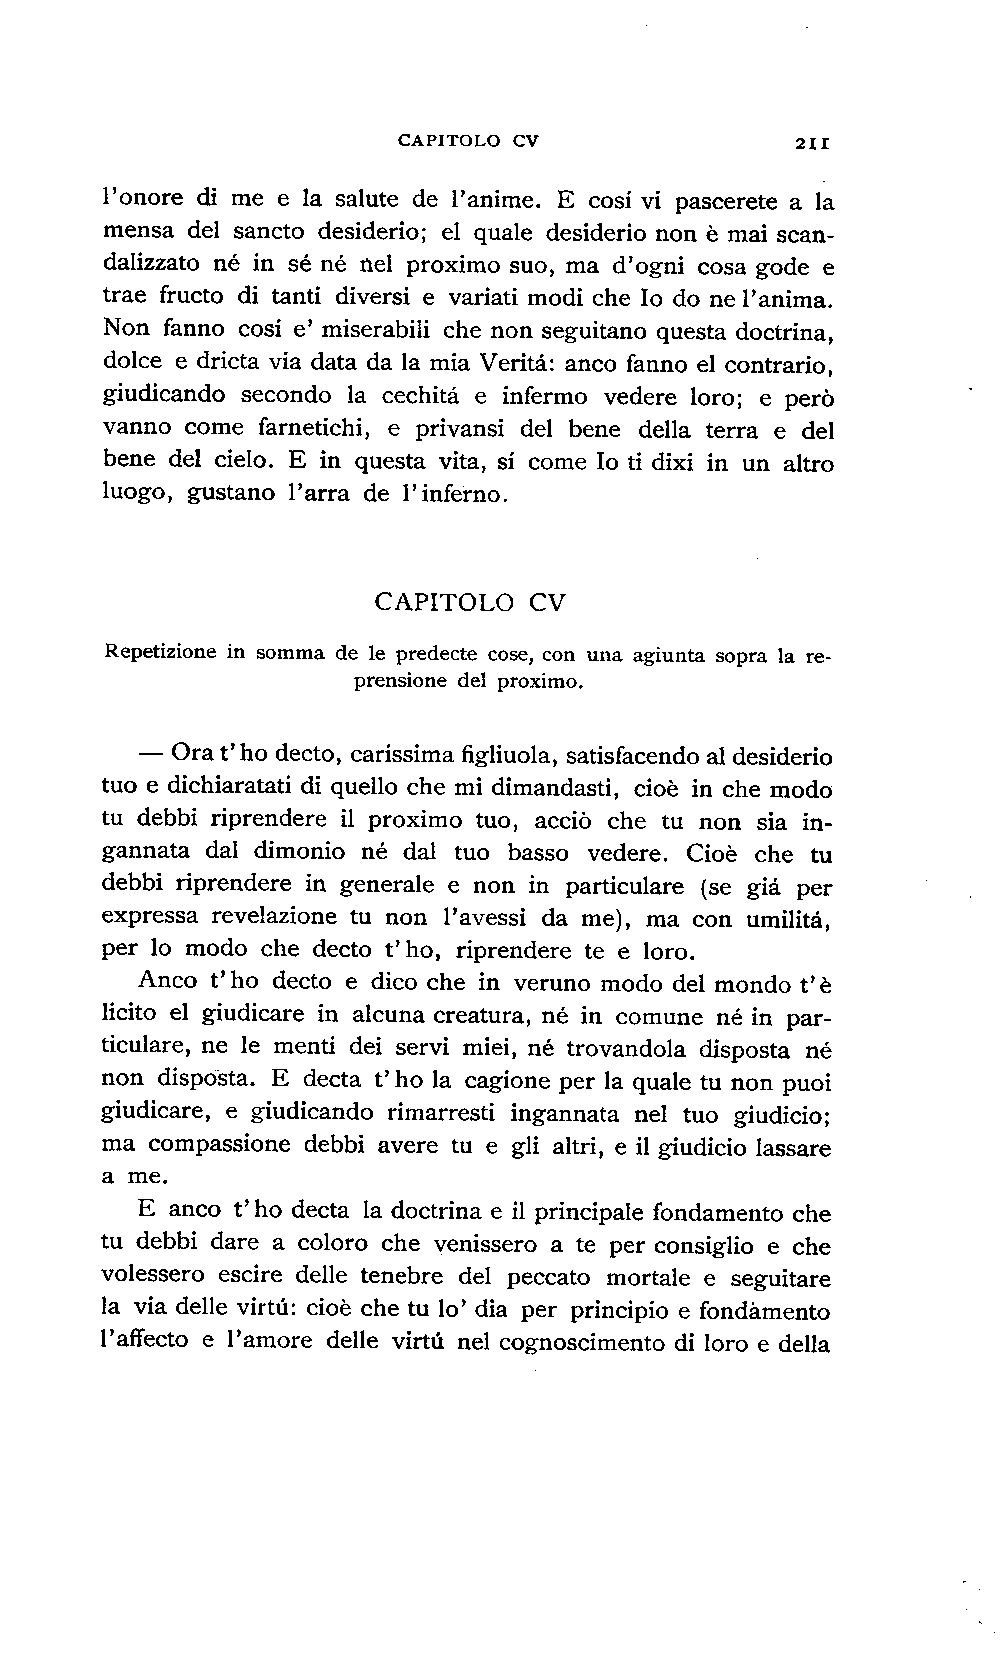 CAPITOLO CV 211
l'onore di me e la salute de l'anime. E cosí vi pascerete a la
mensa del sancto desiderio; el quale desiderio non è mai scan-
dalizzato né in sé né nel proximo suo, ma d'ogni cosa gode e
trae fructo di tanti diversi e variati modi che Io do ne l'anima.
Non fanno cosí e' miserabili che non seguitano questa doctrina,
dolce e dricta via data da la mia Veritá: anco fanno el contrario,
giudicando secondo la cechitá e infermo vedere loro; e però
vanno come farnetichi, e privansi del bene della terra e del
bene del cielo. E in questa vita, sí come Io ti dixi in un altro
luogo, gustano l'arra de l'inferno.
CAPITOLO CV
Repetizione in somma de le predecte cose, con una agiunta sopra la re-
prensione del proximo.
— Ora t'ho decto, carissima figliuola, satisfacendo al desiderio
tuo e dichiaratati di quello che mi dimandasti, cioè in che modo
tu debbi riprendere il proximo tuo, acciò che tu non sia in-
gannata dal dimonio né dal tuo basso vedere. Cioè che tu
debbi riprendere in generale e non in particulare (se giá per
expressa revelazione tu non l'avessi da me), ma con umilitá,
per lo modo che decto t'ho, riprendere te e loro.
Anco t'ho decto e dico che in veruno modo del mondo t'è
licito el giudicare in alcuna creatura, né in comune né in par-
ticulare, ne le menti dei servi miei, né trovandola disposta né
non disposta. E decta t'ho la cagione per la quale tu non puoi
giudicare, e giudicando rimarresti ingannata nel tuo giudicio;
ma compassione debbi avere tu e gli altri, e il giudicio lassare
a me.
E anco t'ho decta la doctrina e il principale fondamento che
tu debbi dare a coloro che venissero a te per consiglio e che
volessero escire delle tenebre del peccato mortale e seguitare
la via delle virtú: cioè che tu lo' dia per principio e fondamento
l'affecto e l'amore delle virtú nel cognoscimento di loro e della